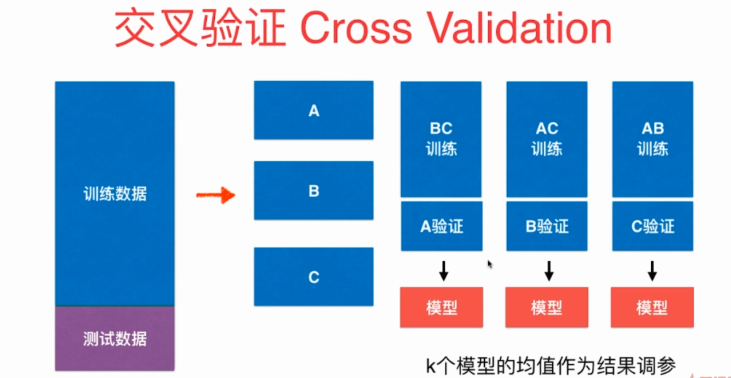 交叉验证 Cross Validation
训练数据
测试数据
A
B
C
BC
训练
A验证
模型
AC
训练
B验证
模型
AB
训练
C验证
模型
k个模型的均值作为结果调参